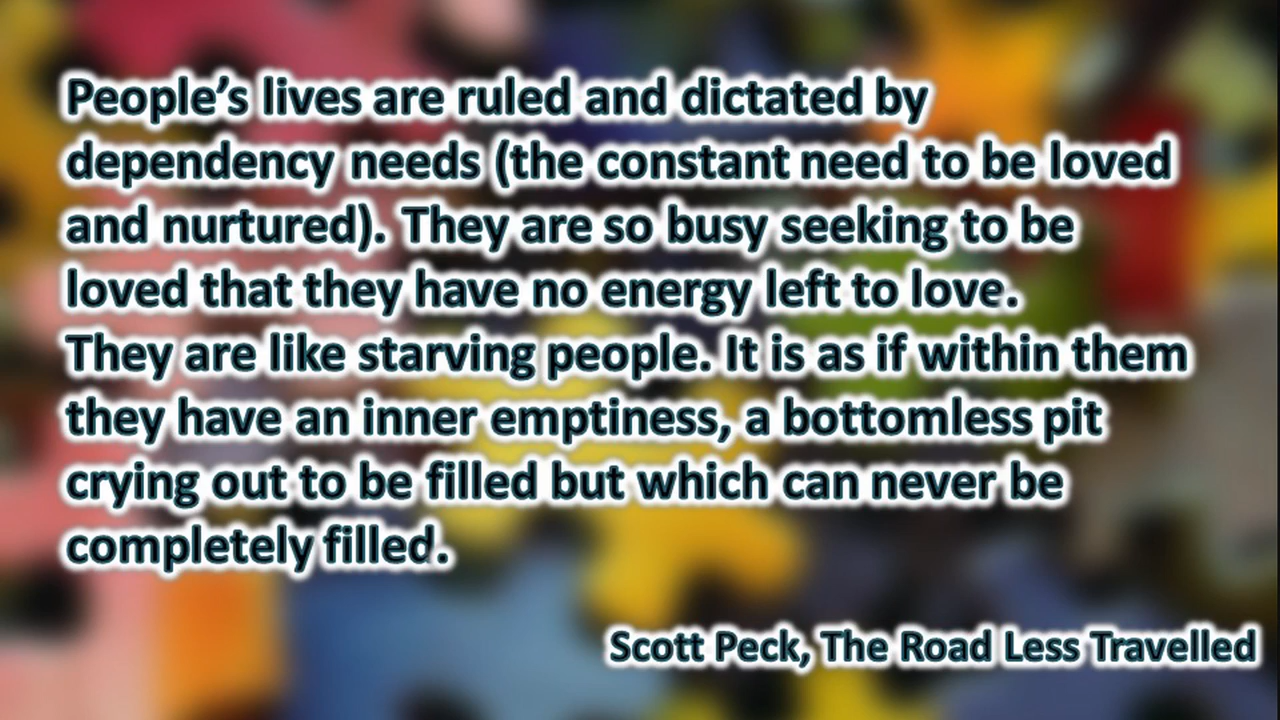 People’s lives are ruled and dictated by
dependency needs (the constant need to be loved
and nurtured). They are so busy seeking to be
loved that they have no energy left to love.
They are like starving people. It is as if within them
they have an inner emptiness, a bottomless pit
crying out to be filled but which can never be
completely filled.
Scott Peck, The Road Less Travelled